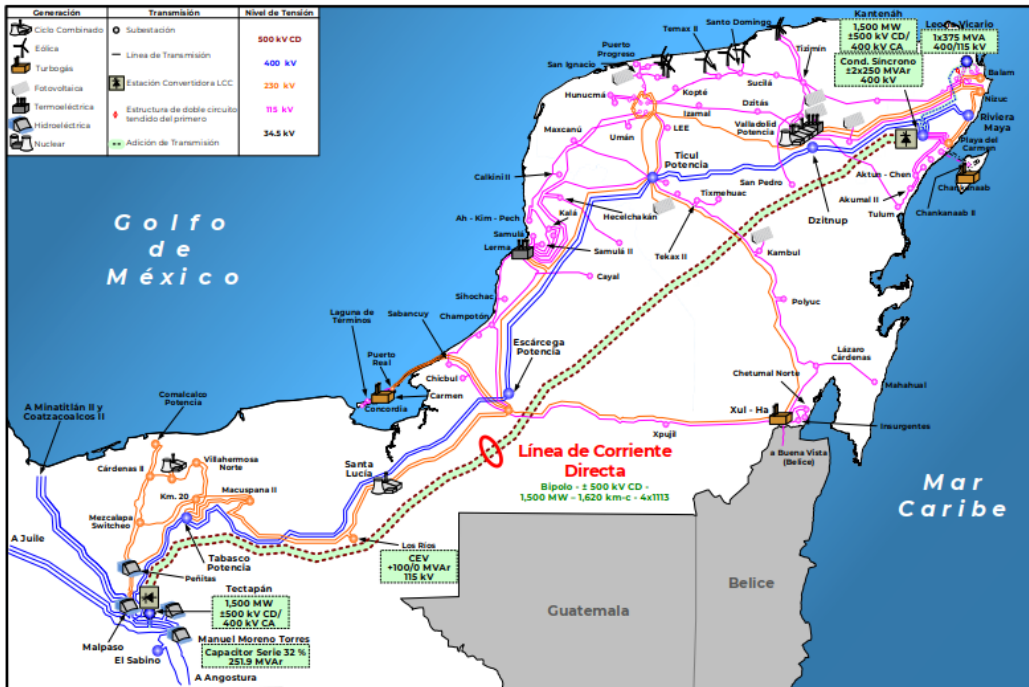 Generación
Transmisión
Nivel de Tensión
Ciclo Combinado
Eólica
Turbogás
Fotovoltaica
Termoeléctrica
Hidroeléctrica
Nuclear
Subestación
Línea de Transmisión
Estación Convertidora LCC
Estructura de doble circuito
tendido del primero
Adición de Transmisión
500 kV CD
400 kV
230 kV
115 kV
34.5 kV
Kantenáh
1,500 MW
±500 kV CD/
400 kV CA
Cond. Síncrono
±2x250 MVAr
400 kV
Leona Vicario
1x375 MVA
400/115 kV
Santo Domingo
Temax II
Puerto
Progreso
San Ignacio
Tizimín
Balam
Hunucmá
Kopté
Sucilá
Nizuc
Izamal
Dzitás
Riviera
Maya
Maxcanú
Umán
LEE
Valladolid
Potencia
Playa del
Carmen
Ticul
Potencia
Calkini II
San Pedro
Aktun - Chen
Chankanaab
Tixmehuac
Akumal II
Tulum
Chankanaab II
Hecelchakán
Dzitnup
Ah - Kim - Pech
Kalá
Samulá
Lerma
Samulá II
Tekax II
Kambul
Cayal
Sihochac
Polyuc
Golfo
de
México
Laguna de
Términos
Sabancuy
Champotón
Escárcega
Potencia
Lázaro
Cárdenas
Puerto
Real
Chicbul
Chetumal Norte
Mahahual
Carmen
Concordia
A Minatitlán II y
Coatzacoalcos II
Comalcalco
Potencia
Xul - Ha
Insurgentes
Xpujil
a Buena Vista
(Belice)
Línea de Corriente
Directa
Bipolo - ± 500 kV CD -
1,500 MW – 1,620 km-c - 4x1113
Villahermosa
Norte
Cárdenas II
Santa
Lucía
Km. 20
Macuspana II
Mezcalapa
Switcheo
Mar
Caribe
A Juile
Tabasco
Potencia
Los Ríos
CEV
+100/0 MVAr
115 kV
Peñitas
Tectapán
1,500 MW
±500 kV CD/
400 kV CA
Belice
Guatemala
Malpaso
Manuel Moreno Torres
Capacitor Serie 32 %
251.9 MVAr
El Sabino
A Angostura